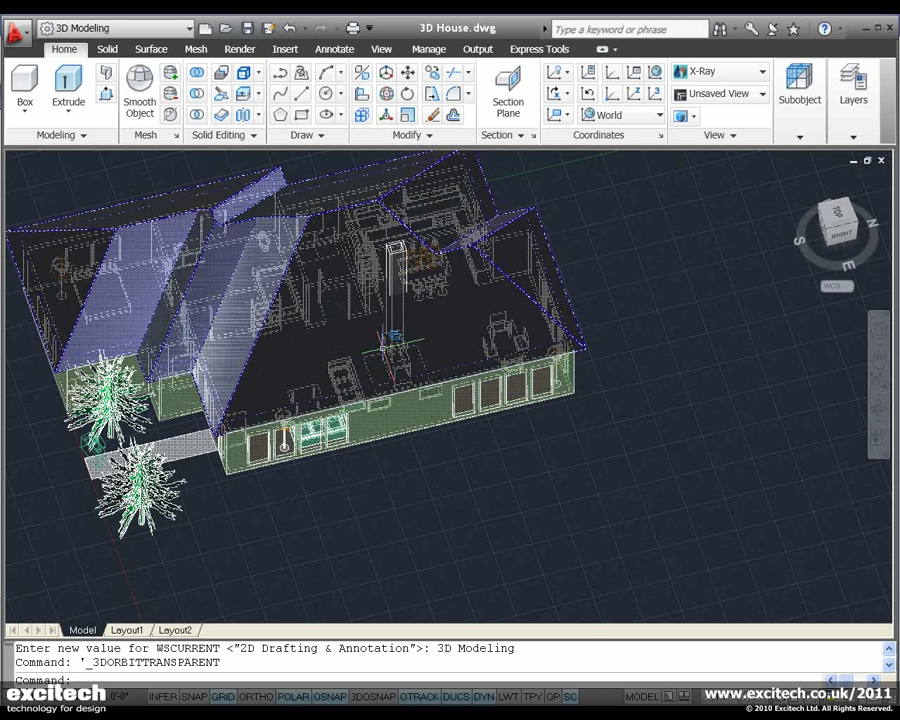 3D Modeling
3D House.dwg
Type a keyword or phrase
Home Solid Surface Mesh Render Insert Annotate View Manage Output Express Tools
Box
Extrude
Smooth Object
Section Plane
World
X-Ray
Unsaved View
Subobject
Layers
Modeling
Mesh
Solid Editing
Draw
Modify
Section
Coordinates
View
TOP
RIGHT
N
S
E
WCS
Model Layout1 Layout2
Enter new value for WSCURRENT <"2D Drafting & Annotation">: 3D Modeling
Command: '_3DORBITTRANSPARENT
Command:
INFER SNAP GRID ORTHO POLAR OSNAP 3DOSNAP OTRACK DUCS DYN LWT TPY QP SC
MODEL
excitech
technology for design
www.excitech.co.uk/2011
© 2010 Excitech Ltd. All Rights Reserved.